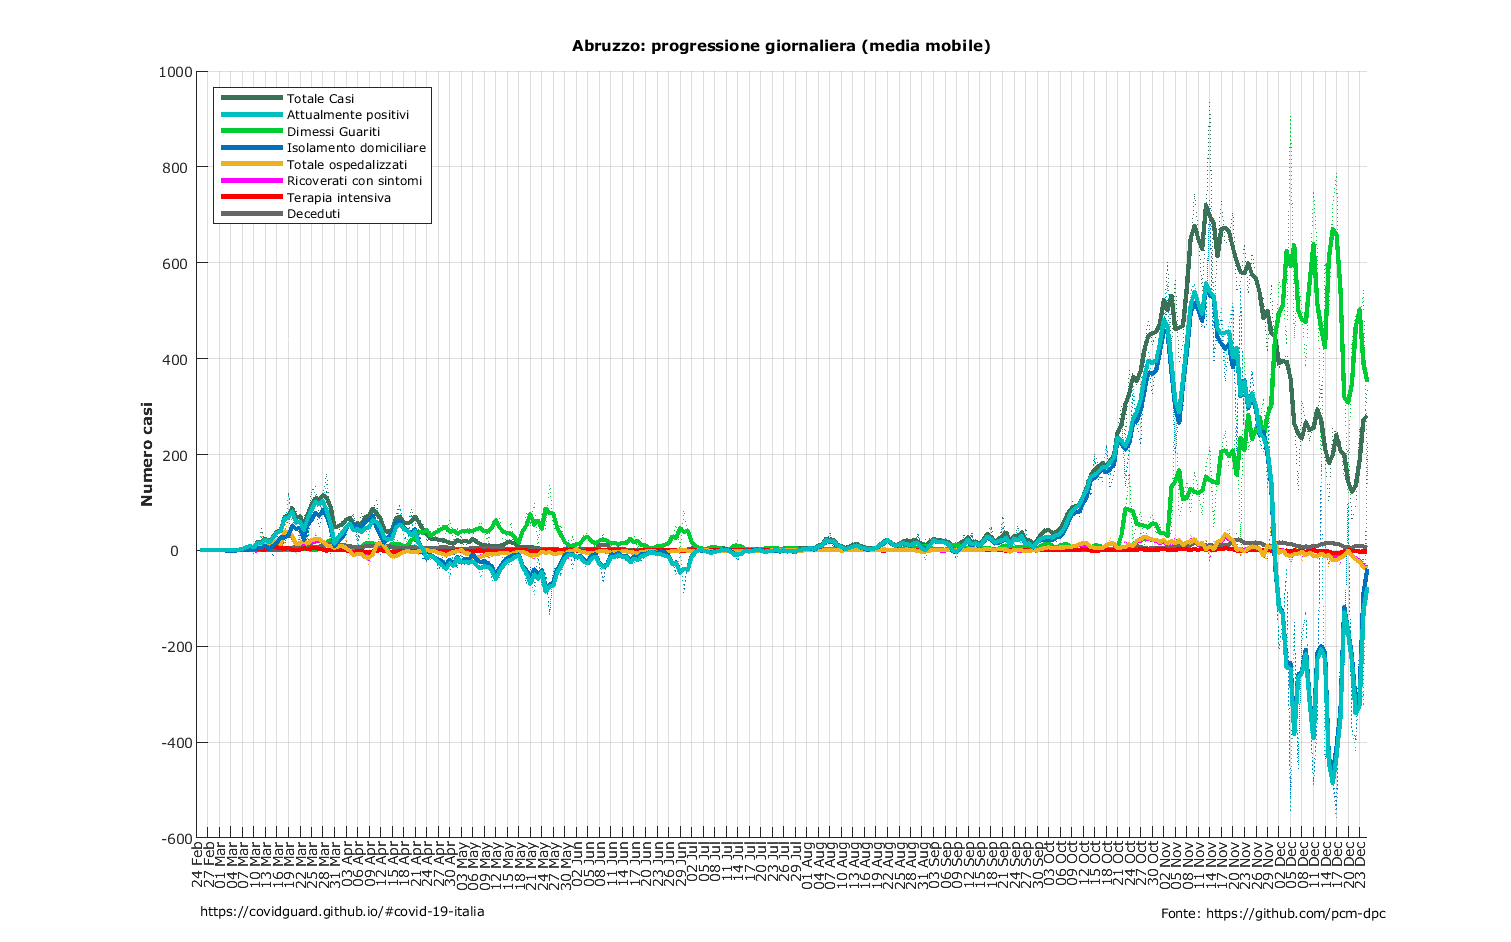 Abruzzo: progressione giornaliera (media mobile)
1000
800
600
400
200
0
-200
-400
-600
Numero casi
Totale Casi
Attualmente positivi
Dimessi Guariti
Isolamento domiciliare
Totale ospedalizzati
Ricoverati con sintomi
Terapia intensiva
Deceduti
24 Feb
27 Feb
01 Mar
04 Mar
07 Mar
10 Mar
13 Mar
16 Mar
19 Mar
22 Mar
25 Mar
28 Mar
31 Mar
03 Apr
06 Apr
09 Apr
12 Apr
15 Apr
18 Apr
21 Apr
24 Apr
27 Apr
30 Apr
03 May
06 May
09 May
12 May
15 May
18 May
21 May
24 May
27 May
30 May
02 Jun
05 Jun
08 Jun
11 Jun
14 Jun
17 Jun
20 Jun
23 Jun
26 Jun
29 Jun
02 Jul
05 Jul
08 Jul
11 Jul
14 Jul
17 Jul
20 Jul
23 Jul
26 Jul
29 Jul
01 Aug
04 Aug
07 Aug
10 Aug
13 Aug
16 Aug
19 Aug
22 Aug
25 Aug
28 Aug
31 Aug
03 Sep
06 Sep
09 Sep
12 Sep
15 Sep
18 Sep
21 Sep
24 Sep
27 Sep
30 Sep
03 Oct
06 Oct
09 Oct
12 Oct
15 Oct
18 Oct
21 Oct
24 Oct
27 Oct
30 Oct
02 Nov
05 Nov
08 Nov
11 Nov
14 Nov
17 Nov
20 Nov
23 Nov
26 Nov
29 Nov
02 Dec
05 Dec
08 Dec
11 Dec
14 Dec
17 Dec
20 Dec
23 Dec
https://covidguard.github.io/#covid-19-italia
Fonte: https://github.com/pcm-dpc